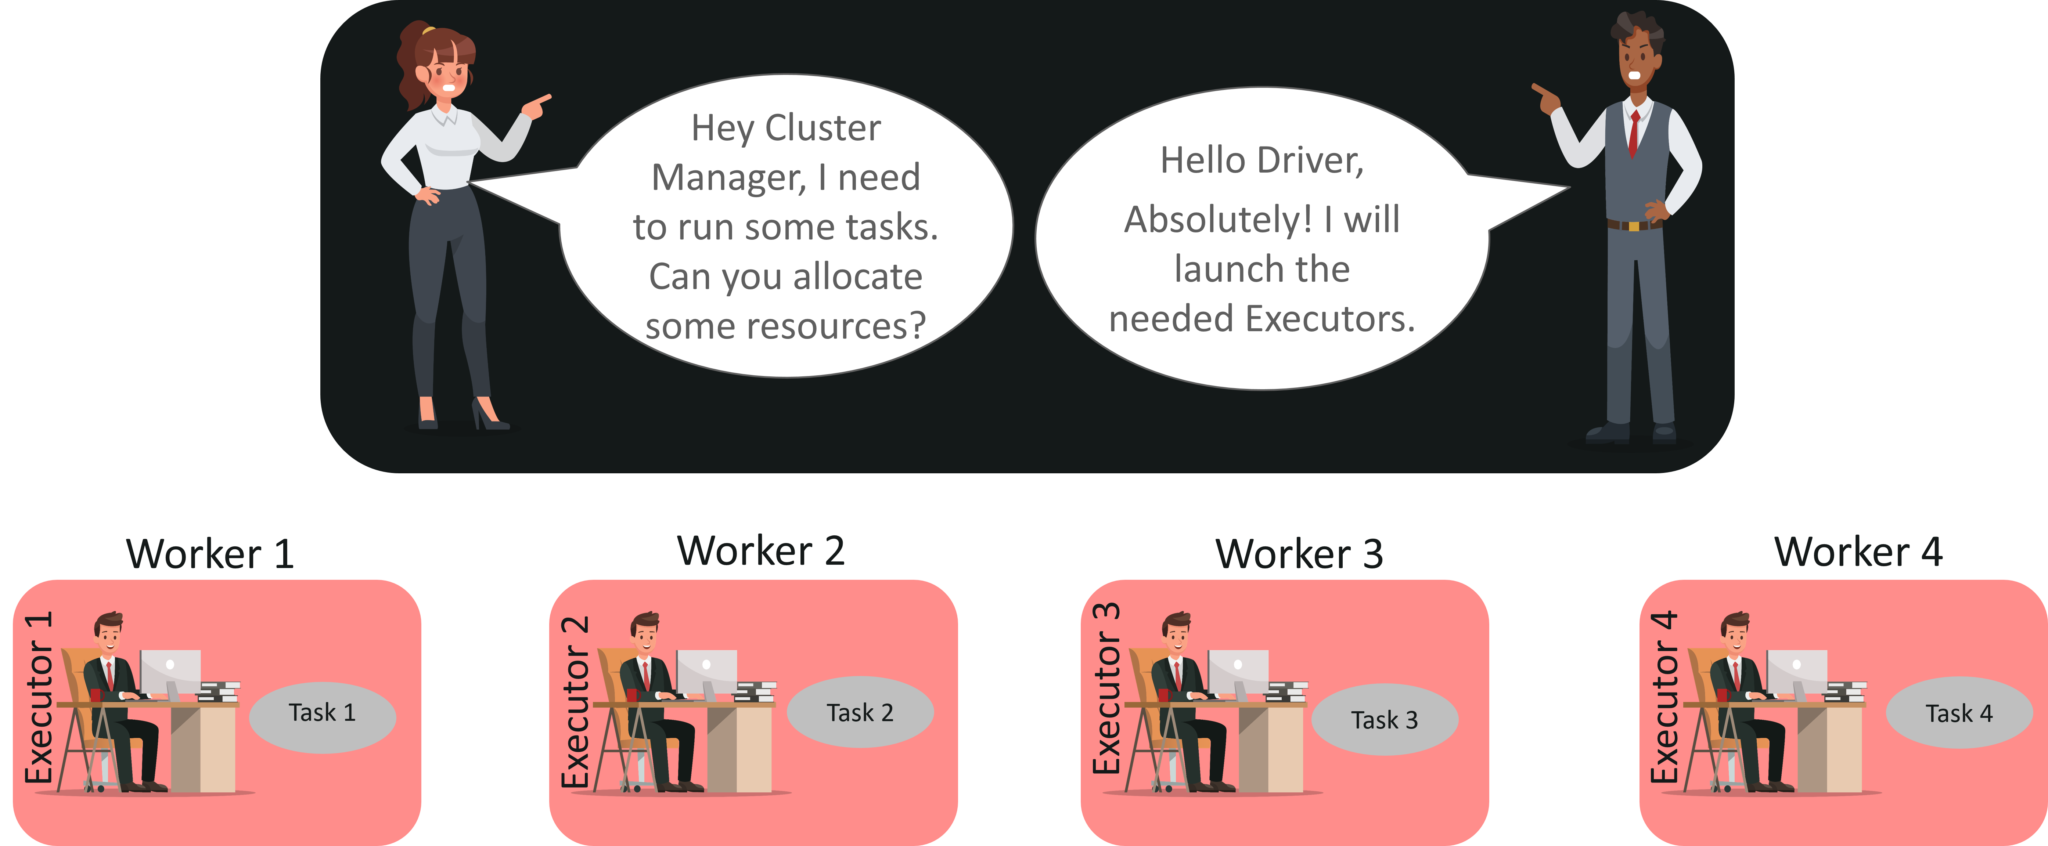 Hey Cluster
Manager, I need
to run some tasks.
Can you allocate
some resources?
Hello Driver,
Absolutely! I will
launch the
needed Executors.
Worker 1
Executor 1
Task 1
Worker 2
Executor 2
Task 2
Worker 3
Executor 3
Task 3
Worker 4
Executor 4
Task 4